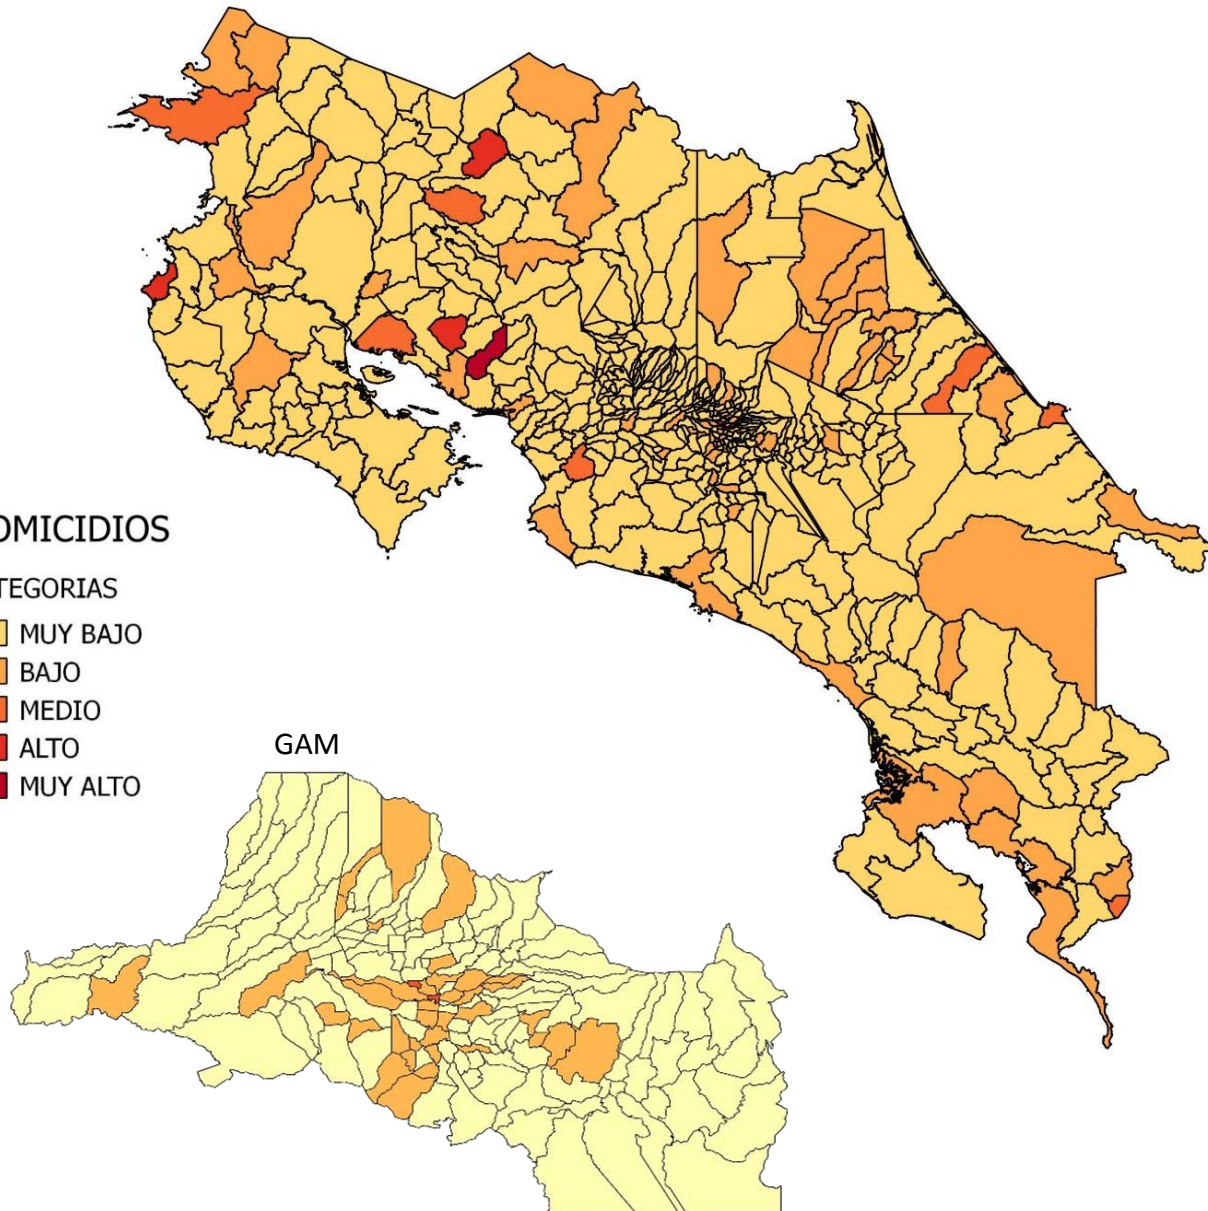 OMICIDIOS
TEGORIAS
MUY BAJO
BAJO
MEDIO
ALTO
MUY ALTO
GAM